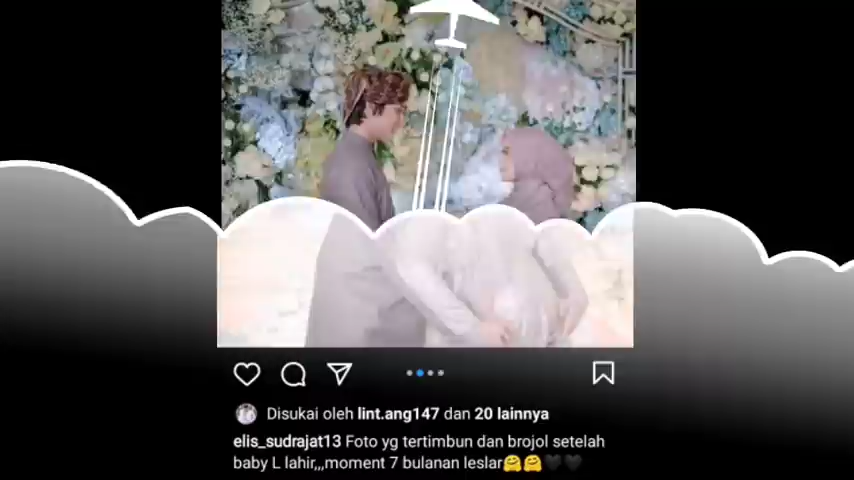 Disukai oleh lint.ang147 dan 20 lainnya
elis_sudrajat13 Foto yg tertimbun dan brojol setelah
baby L lahir,,,moment 7 bulanan leslar🤗🤗🖤🖤